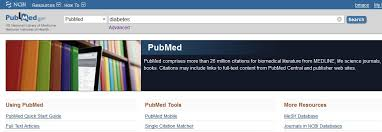 NCBI Resources How To
PubMed.gov PubMed diabetes Search
US National Library of Medicine
National Institutes of Health
Advanced
PubMed
PubMed comprises more than 26 million citations for biomedical literature from MEDLINE, life science journals,
books. Citations may include links to full-text content from PubMed Central and publisher web sites.
Using PubMed PubMed Tools More Resources
PubMed Quick Start Guide PubMed Mobile MeSH Database
Full Text Articles Single Citation Matcher Journals in NCBI Databases